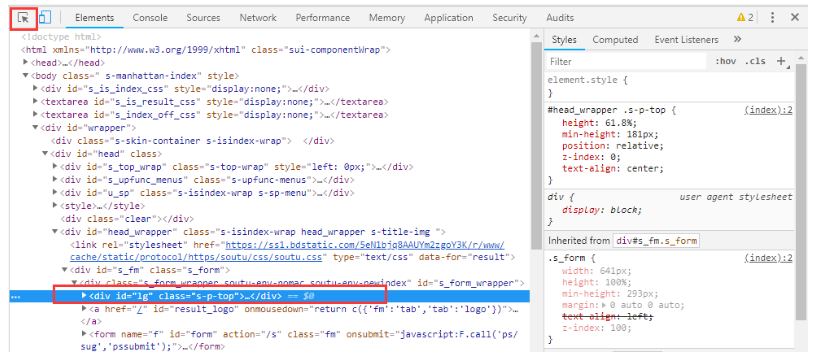 Elements Console Sources Network Performance Memory Application Security Audits 2
<!doctype html>
<html xmlns="http://www.w3.org/1999/xhtml" class="sui-componentWrap">
<head>…</head>
<body class=" s-manhattan-index" style>
<div id="s_is_index_css" style="display:none;">…</div>
<textarea id="s_is_result_css" style="display:none;">…</textarea>
<textarea id="s_index_off_css" style="display:none;">…</textarea>
<div id="wrapper">
<div class="s-skin-container s-isindex-wrap"> </div>
<div id="head" class>
<div id="s_top_wrap" class="s-top-wrap" style="left: 0px;">…</div>
<div id="s_upfunc_menus" class="s-upfunc-menus">…</div>
<div id="u_sp" class="s-isindex-wrap s-sp-menu">…</div>
<style>…</style>
<div class="clear"></div>
<div id="head_wrapper" class="s-isindex-wrap head_wrapper s-title-img ">
<link rel="stylesheet" href="https://ssl.bdstatic.com/5eN1bjq8AAUYm2zgoY3K/r/www/
cache/static/protocol/https/soutu/css/soutu.css" type="text/css" data-for="result">
<div id="s_fm" class="s_form">
<div class="s_form_wrapper soutu-env-nomac soutu-env-newindex" id="s_form_wrapper">
… <div id="lg" class="s-p-top">…</div> == $0
<a href="/" id="result_logo" onmousedown="return c({'fm':'tab','tab':'logo'})">…
</a>
<form name="f" id="form" action="/s" class="fm" onsubmit="javascript:F.call('ps/
sug','pssubmit');">…</form>
Styles Computed Event Listeners »
Filter :hov .cls +
element.style {
}
#head_wrapper .s-p-top { (index):2
height: 61.8%;
min-height: 181px;
position: relative;
z-index: 0;
text-align: center;
}
div { user agent stylesheet
display: block;
}
Inherited from div#s_fm.s_form
.s_form { (index):2
width: 641px;
height: 100%;
min-height: 293px;
margin: 0 auto 0 auto;
text-align: left;
z-index: 100;
}